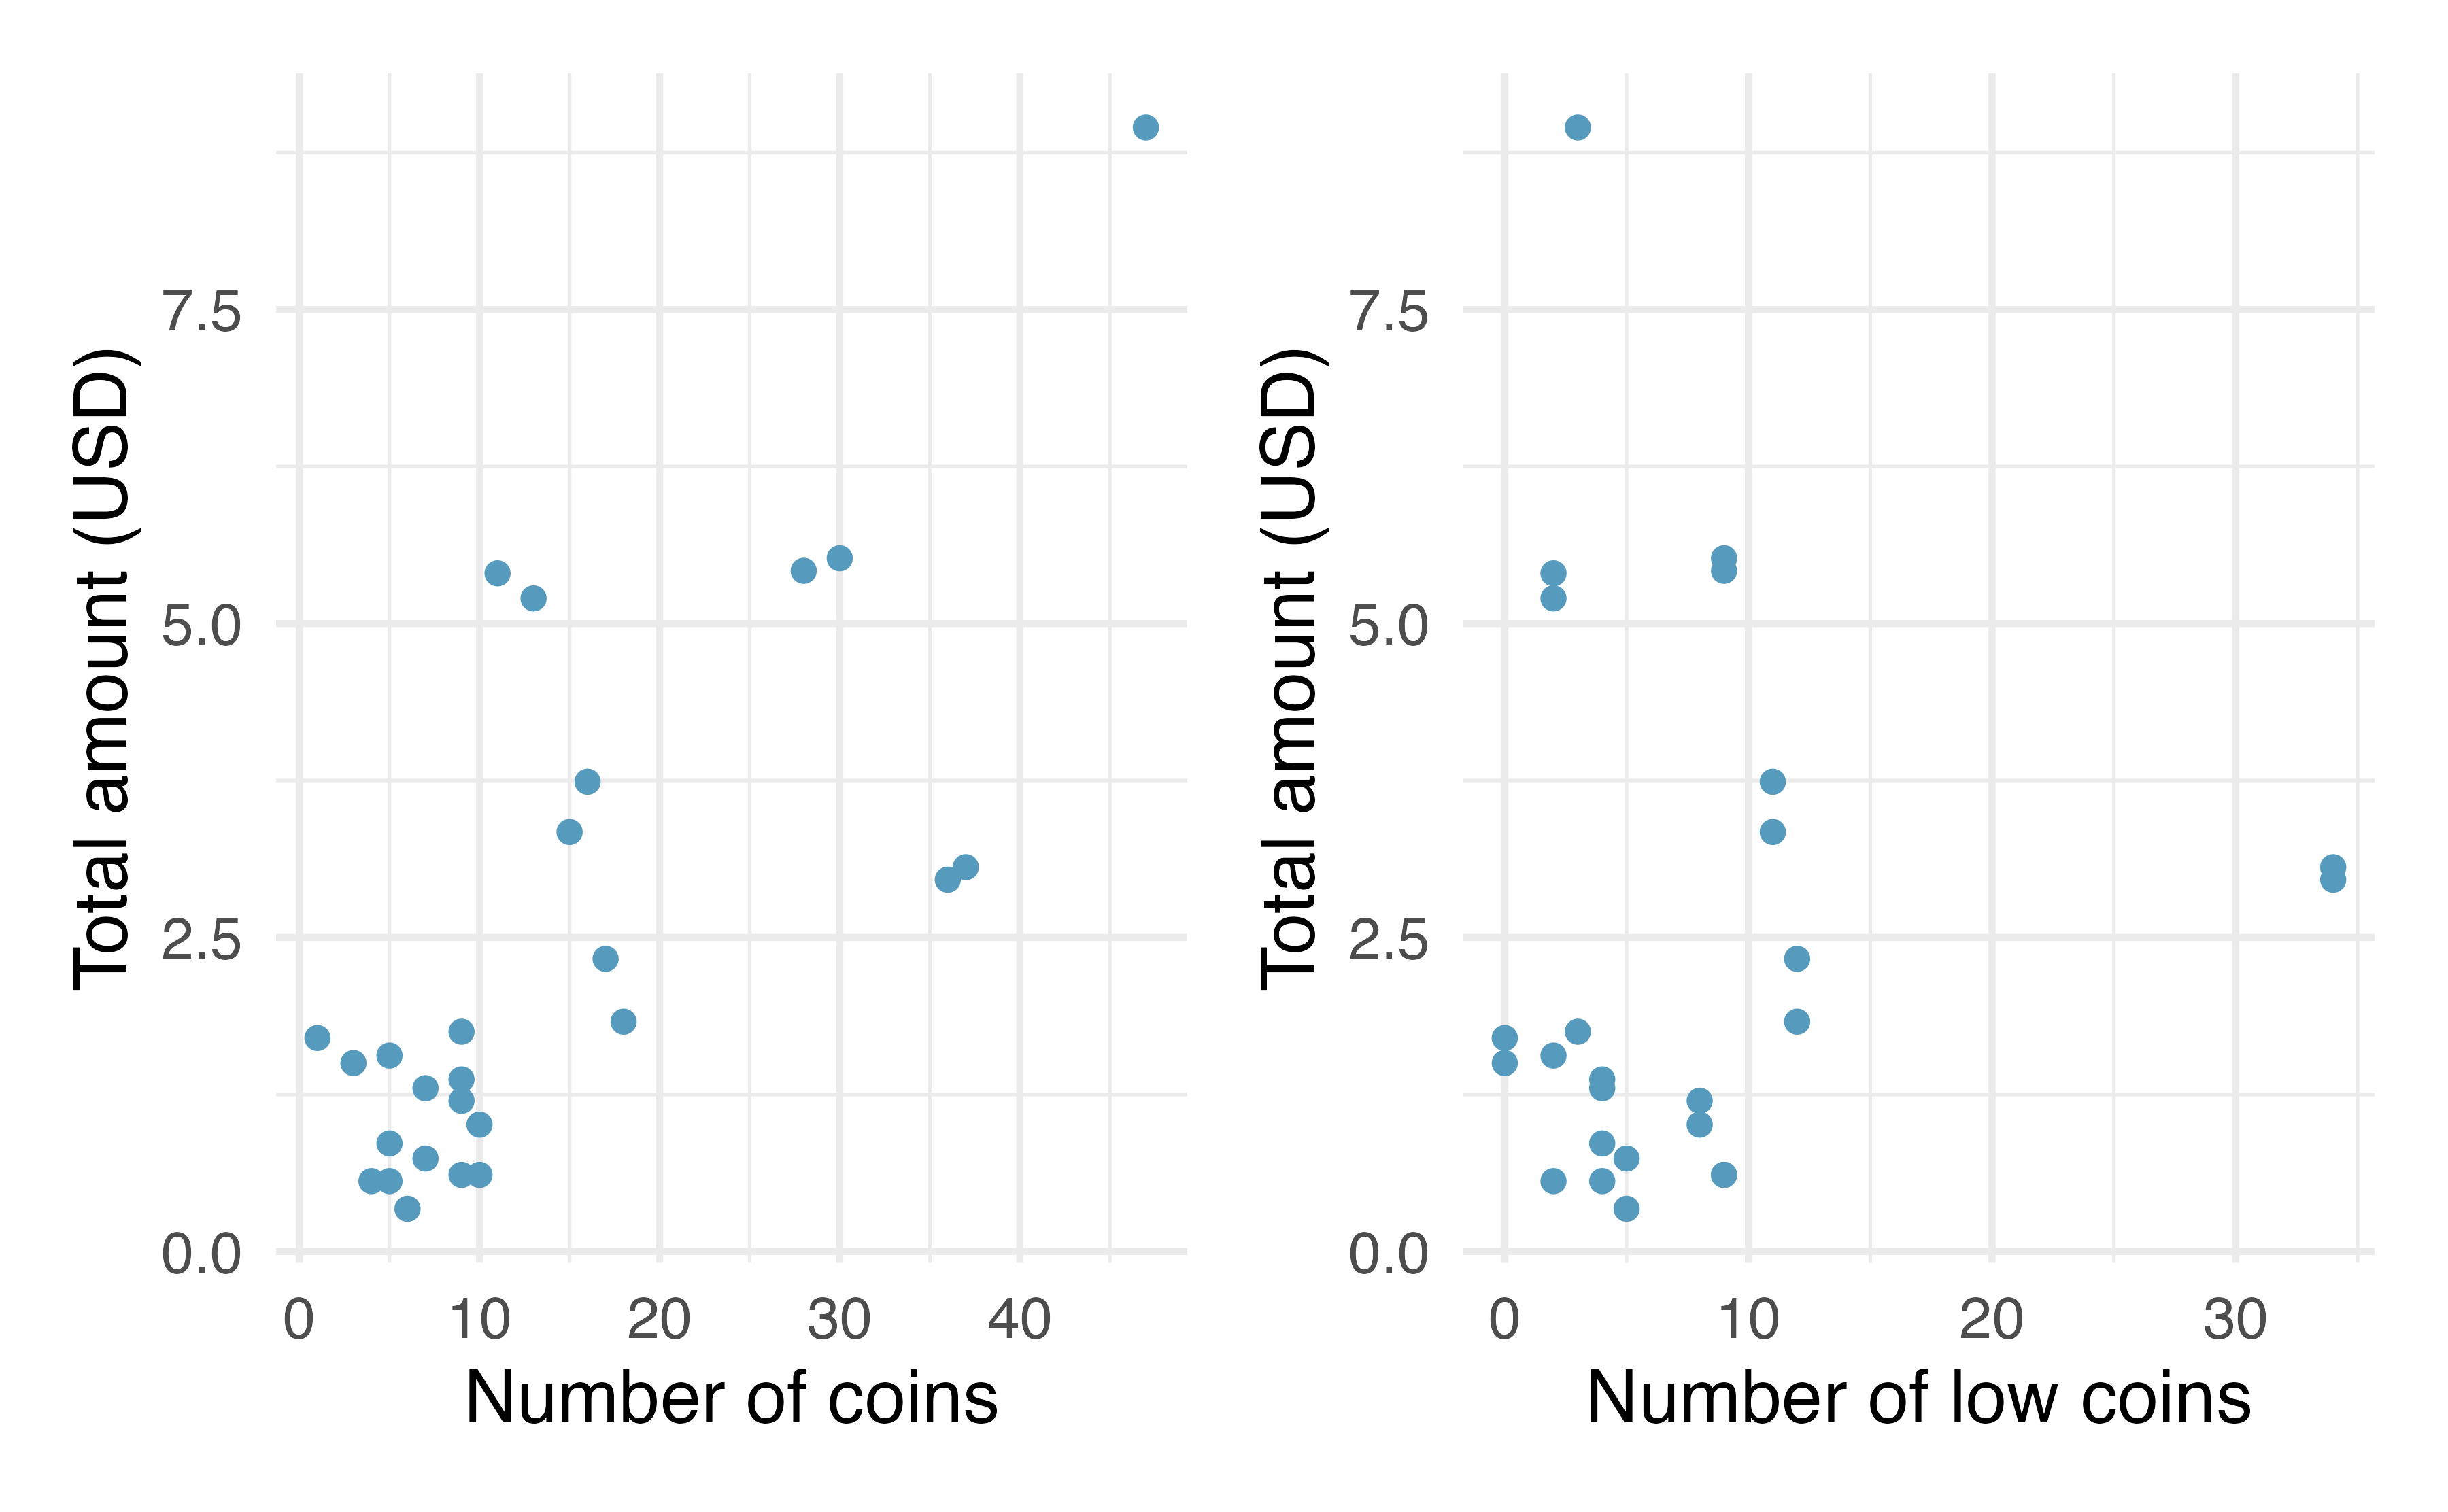 Total amount (USD)
7.5
5.0
2.5
0.0
0 10 20 30 40
Number of coins
Total amount (USD)
7.5
5.0
2.5
0.0
0 10 20 30
Number of low coins